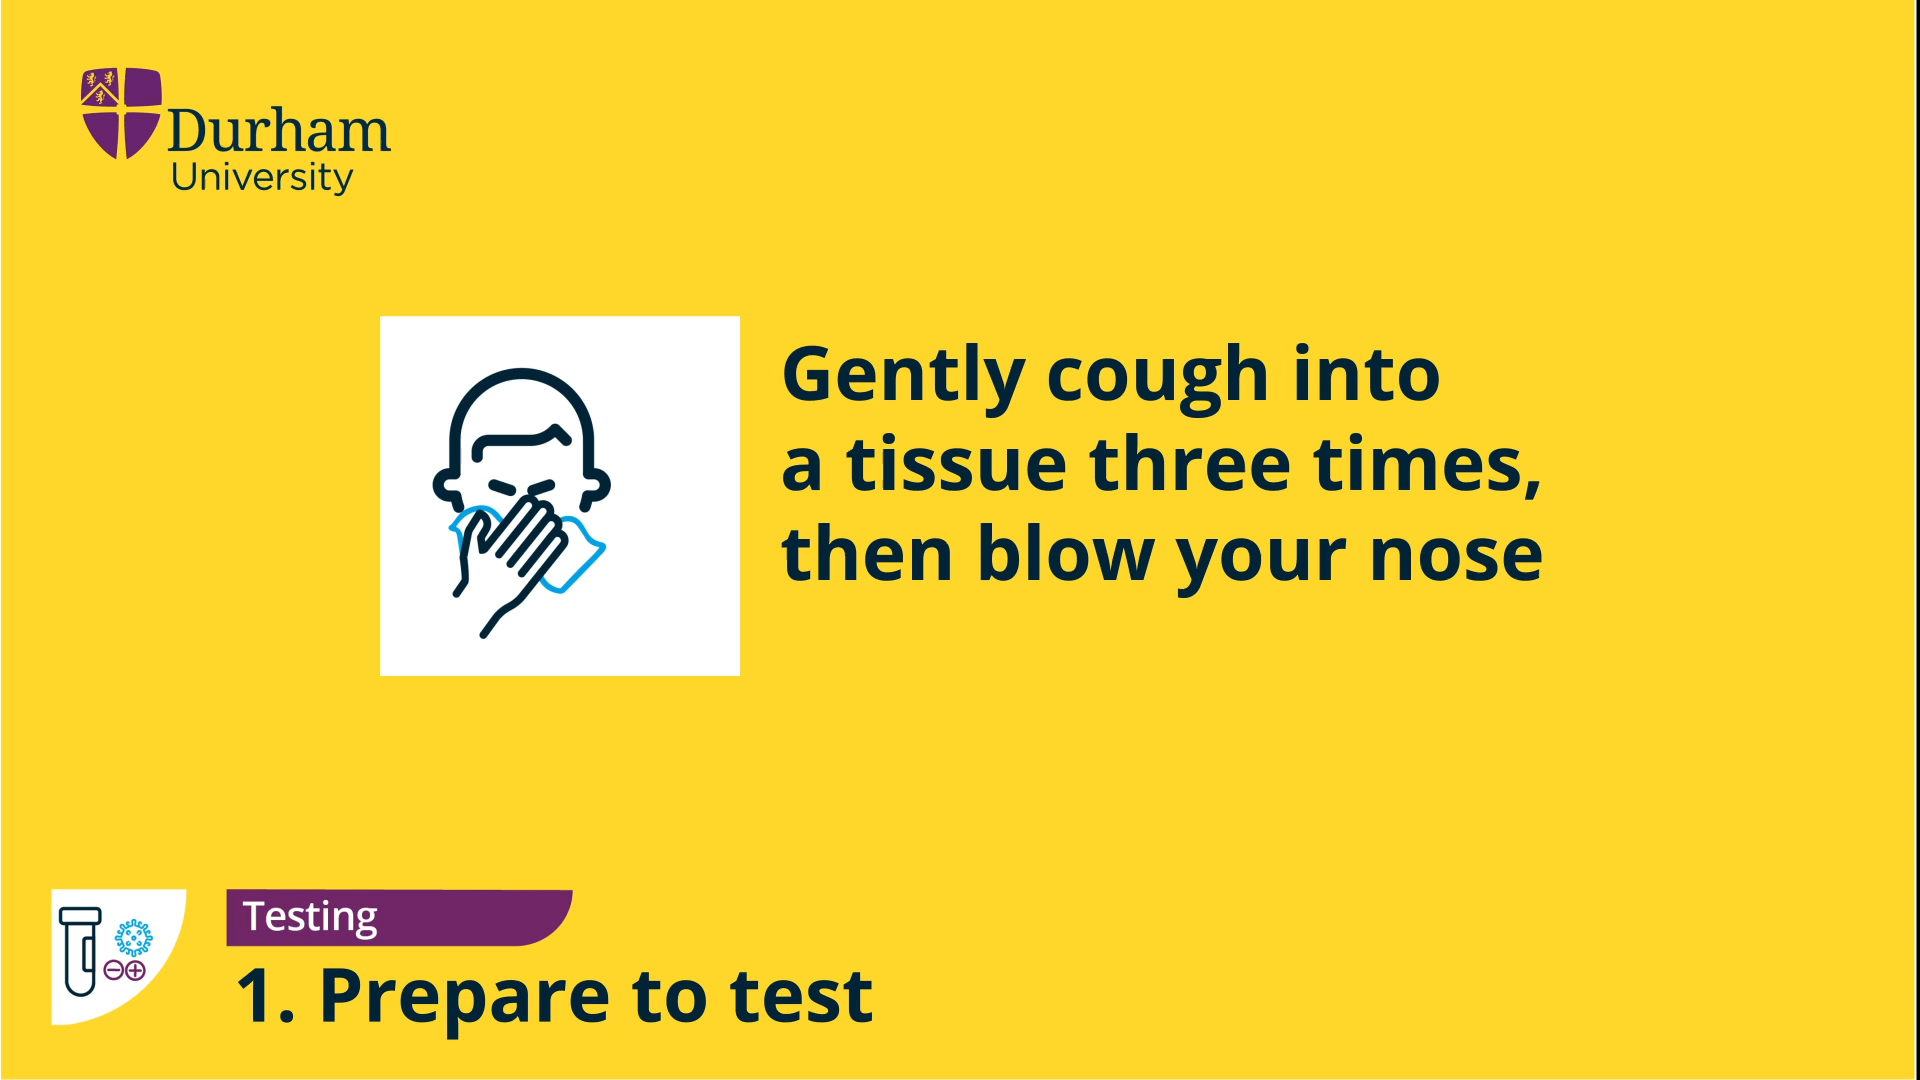 Durham
University
Gently cough into
a tissue three times,
then blow your nose
Testing
1. Prepare to test